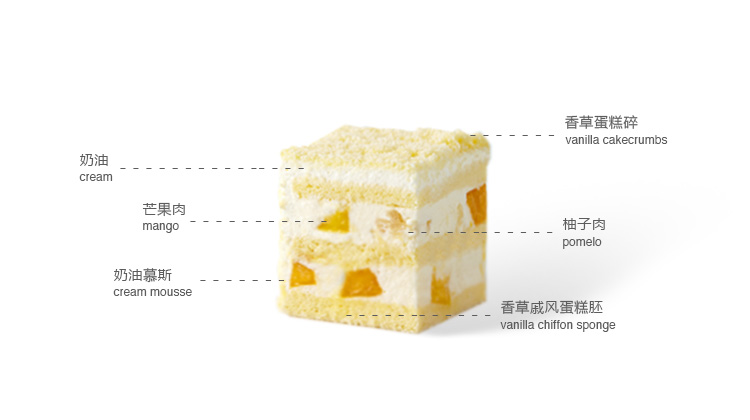 香草蛋糕碎
vanilla cakecrumbs
奶油
cream
芒果肉
mango
柚子肉
pomelo
奶油慕斯
cream mousse
香草戚风蛋糕胚
vanilla chiffon sponge